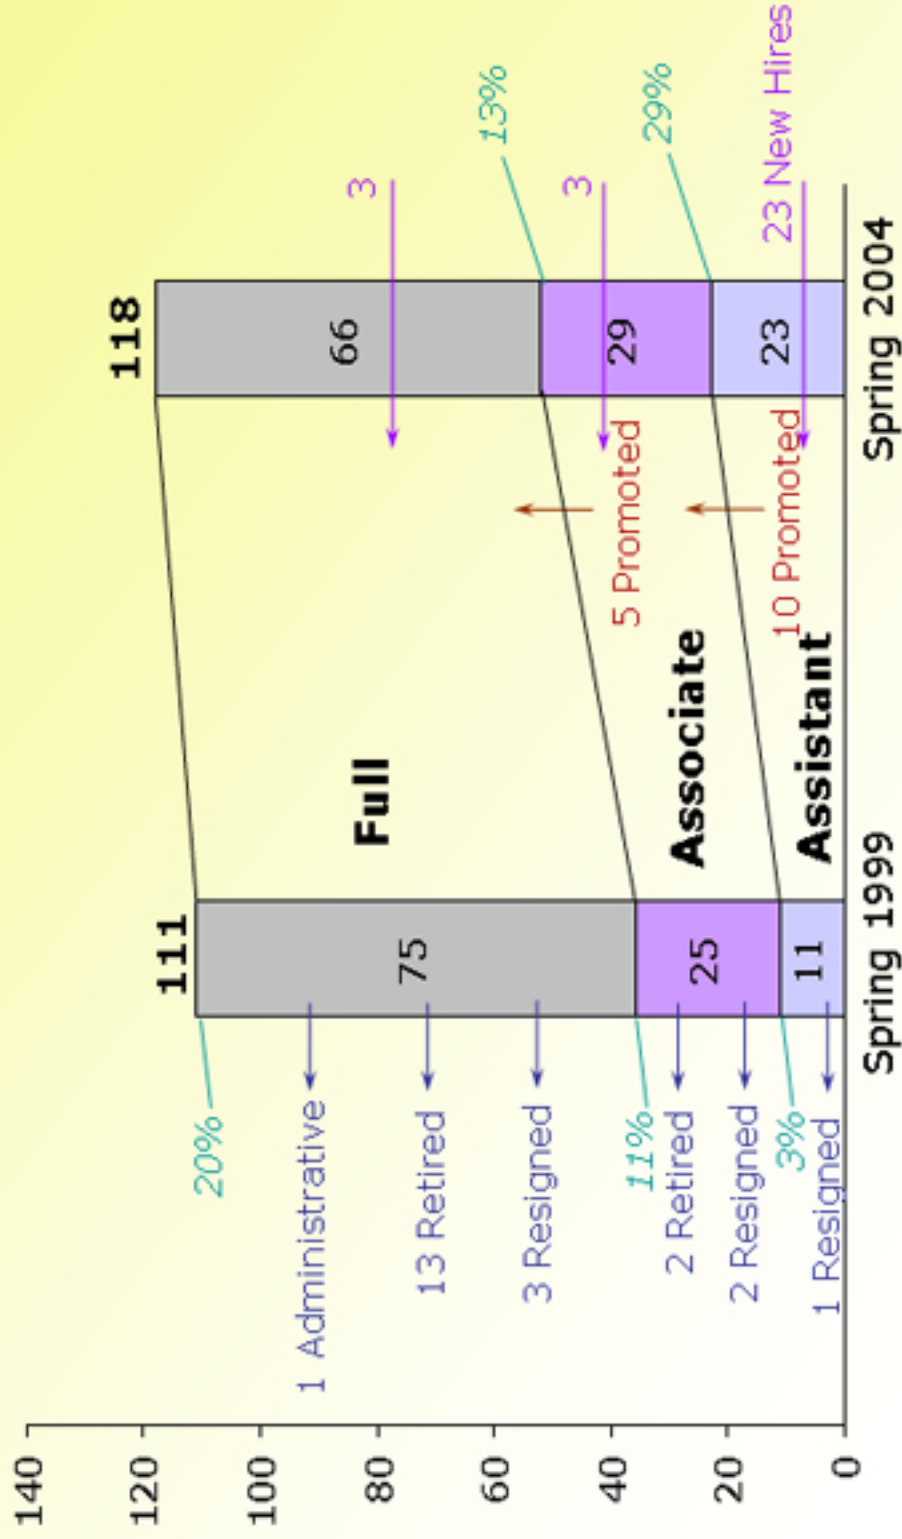 140
120
100
80
60
40
20
0
20%
1 Administrative
13 Retired
3 Resigned
11%
2 Retired
2 Resigned
3%
1 Resigned
111
75
25
11
Spring 1999
Full
Associate
Assistant
5 Promoted
10 Promoted
118
66
29
23
Spring 2004
3
13%
3
29%
23 New Hires